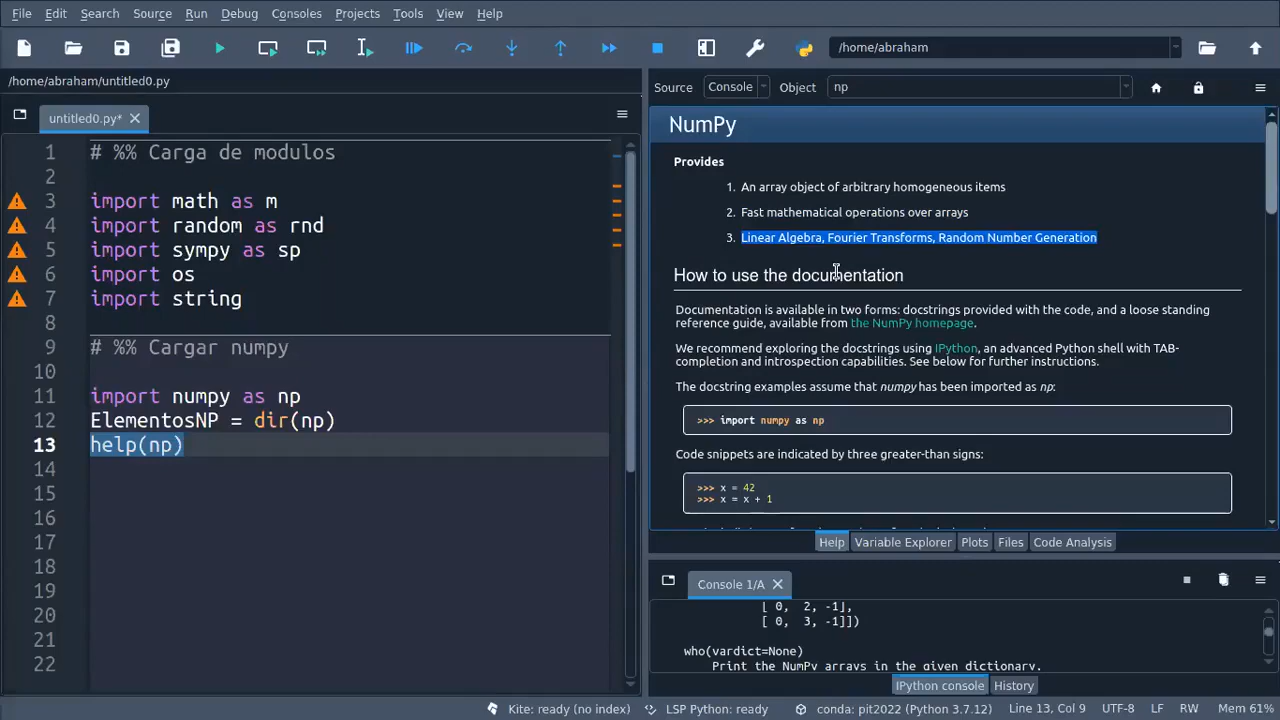 File Edit Search Source Run Debug Consoles Projects Tools View Help
/home/abraham
/home/abraham/untitled0.py
untitled0.py*
1 # %% Carga de modulos
2
3 import math as m
4 import random as rnd
5 import sympy as sp
6 import os
7 import string
8
9 # %% Cargar numpy
10
11 import numpy as np
12 ElementosNP = dir(np)
13 help(np)
14
15
16
17
18
19
20
21
22
Source Console Object np
NumPy
Provides
1. An array object of arbitrary homogeneous items
2. Fast mathematical operations over arrays
3. Linear Algebra, Fourier Transforms, Random Number Generation
How to use the documentation
Documentation is available in two forms: docstrings provided with the code, and a loose standing
reference guide, available from the NumPy homepage.
We recommend exploring the docstrings using IPython, an advanced Python shell with TAB-
completion and introspection capabilities. See below for further instructions.
The docstring examples assume that numpy has been imported as np:
>>> import numpy as np
Code snippets are indicated by three greater-than signs:
>>> x = 42
>>> x = x + 1
Help Variable Explorer Plots Files Code Analysis
Console 1/A
[ 0, 2, -1],
[ 0, 3, -1]])
who(vardict=None)
Print the NumPy arrays in the given dictionary.
IPython console History
Kite: ready (no index) LSP Python: ready conda: pit2022 (Python 3.7.12) Line 13, Col 9 UTF-8 LF RW Mem 61%